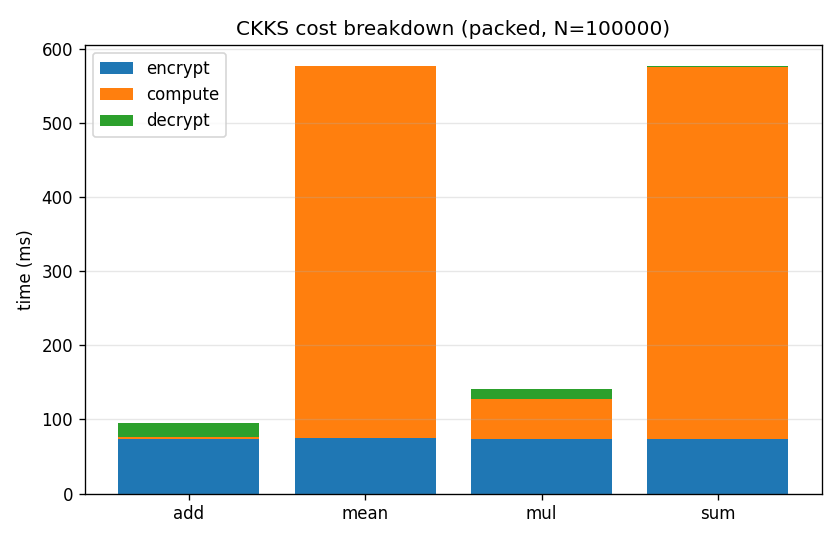 CKKS cost breakdown (packed, N=100000)
encrypt
compute
decrypt
time (ms)
600
500
400
300
200
100
0
add
mean
mul
sum